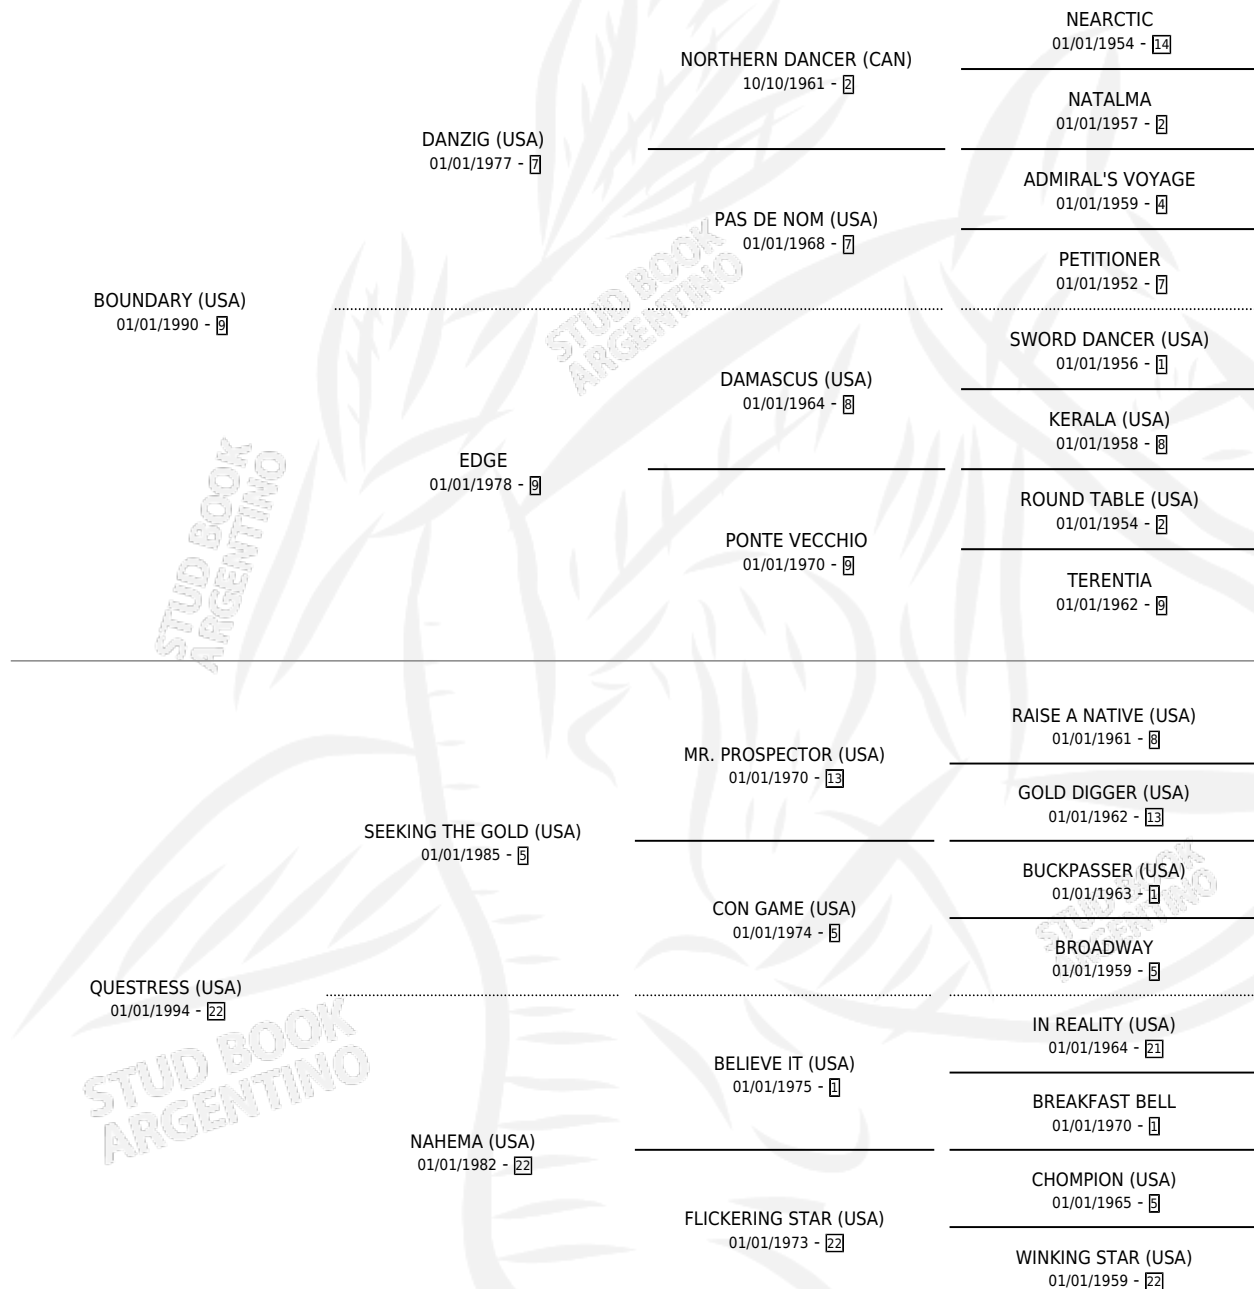 NEARCTIC
01/01/1954 - 14
NORTHERN DANCER (CAN)
10/10/1961 - 2
NATALMA
01/01/1957 - 2
DANZIG (USA)
01/01/1977 - 7
ADMIRAL'S VOYAGE
01/01/1959 - 4
PAS DE NOM (USA)
01/01/1968 - 7
PETITIONER
01/01/1952 - 7
BOUNDARY (USA)
01/01/1990 - 9
STUD BOOK
ARGENTINO
SWORD DANCER (USA)
01/01/1956 - 1
DAMASCUS (USA)
01/01/1964 - 8
KERALA (USA)
01/01/1958 - 8
EDGE
01/01/1978 - 9
ROUND TABLE (USA)
01/01/1954 - 2
PONTE VECCHIO
01/01/1970 - 9
TERENTIA
01/01/1962 - 9
STUD BOOK
ARGENTINO
RAISE A NATIVE (USA)
01/01/1961 - 8
MR. PROSPECTOR (USA)
01/01/1970 - 13
GOLD DIGGER (USA)
01/01/1962 - 13
SEEKING THE GOLD (USA)
01/01/1985 - 5
BUCKPASSER (USA)
01/01/1963 - 1
CON GAME (USA)
01/01/1974 - 5
BROADWAY
01/01/1959 - 5
STUD BOOK
ARGENTINO
QUESTRESS (USA)
01/01/1994 - 22
IN REALITY (USA)
01/01/1964 - 21
BELIEVE IT (USA)
01/01/1975 - 1
BREAKFAST BELL
01/01/1970 - 1
STUD BOOK
ARGENTINO
NAHEMA (USA)
01/01/1982 - 22
CHOMPION (USA)
01/01/1965 - 5
FLICKERING STAR (USA)
01/01/1973 - 22
WINKING STAR (USA)
01/01/1959 - 22